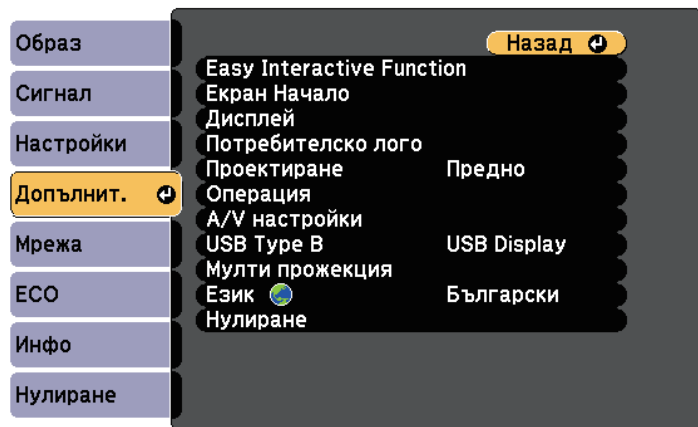 Образ
Сигнал
Настройки
Допълнит.
Мрежа
ECO
Инфо
Нулиране
Назад
Easy Interactive Function
Екран Начало
Дисплей
Потребителско лого
Проектиране Предно
Операция
A/V настройки
USB Type B USB Display
Мулти прожекция
Език Български
Нулиране